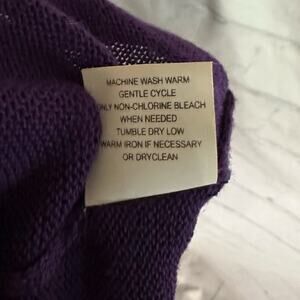 MACHINE WASH WARM
GENTLE CYCLE
ONLY NON-CHLORINE BLEACH
WHEN NEEDED
TUMBLE DRY LOW
WARM IRON IF NECESSARY
OR DRYCLEAN